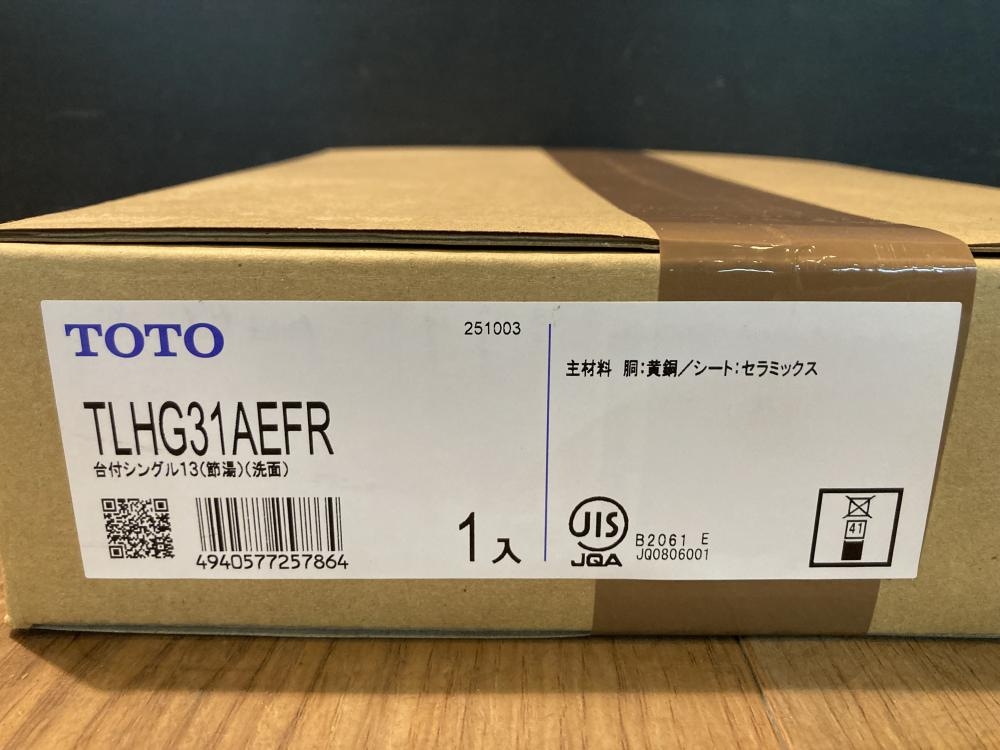 TOTO
251003
TLHG31AEFR
台付シングル13(節湯)(洗面)
4940577257864
1入
主材料 胴:黄銅/シート:セラミックス
JIS
JQA
B2061 E
JQ0806001
41